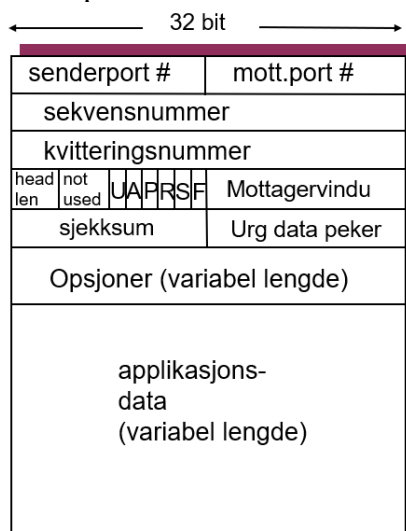 32 bit
senderport # mott.port #
sekvensnummer
kvitteringsnummer
head not
len used U A P R S F Mottagervindu
sjekksum Urg data peker
Opsjoner (variabel lengde)
applikasjons-
data
(variabel lengde)